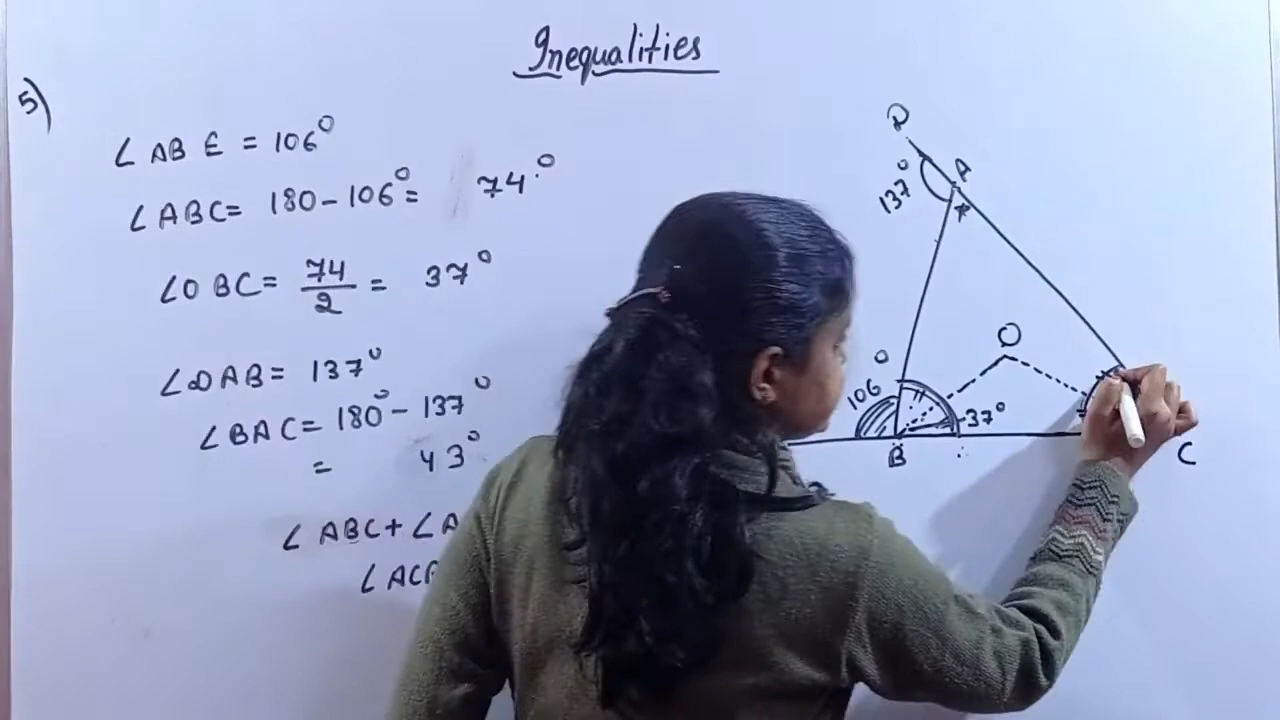 Inequalities
5)
∠ABE = 106°
∠ABC = 180 - 106° = 74°
∠OBC = 74/2 = 37°
∠DAB = 137°
∠BAC = 180° - 137°
= 43°
∠ABC + ∠A
∠AC
D
A
137°
O
106°
37°
B
C